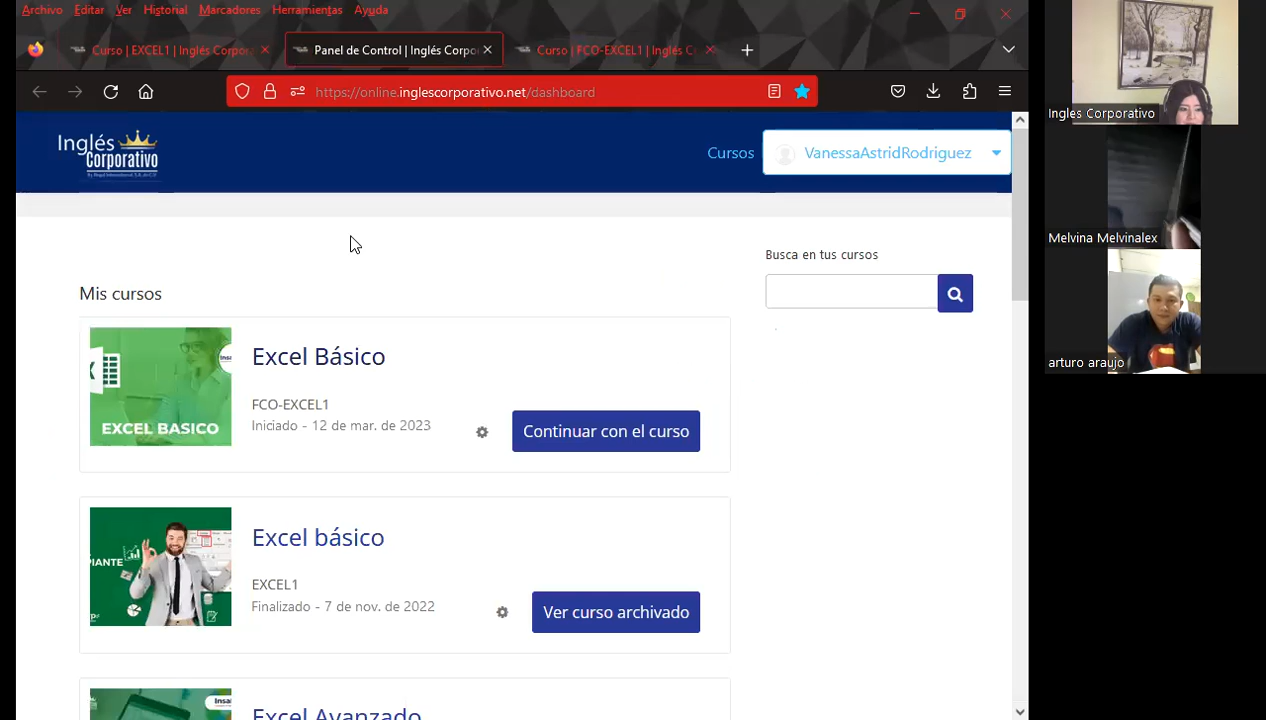 Archivo Editar Ver Historial Marcadores Herramientas Ayuda
Curso | EXCEL1 | Inglés Corpor
Panel de Control | Inglés Corpo
Curso | FCO-EXCEL1 | Inglés C
https://online.inglescorporativo.net/dashboard
Inglés
Corporativo
Cursos
VanessaAstridRodriguez
Busca en tus cursos
Mis cursos
EXCEL BASICO
Excel Básico
FCO-EXCEL1
Iniciado - 12 de mar. de 2023
Continuar con el curso
PIANTE
Excel básico
EXCEL1
Finalizado - 7 de nov. de 2022
Ver curso archivado
Excel Avanzado
Ingles Corporativo
Melvina Melvinalex
arturo araujo